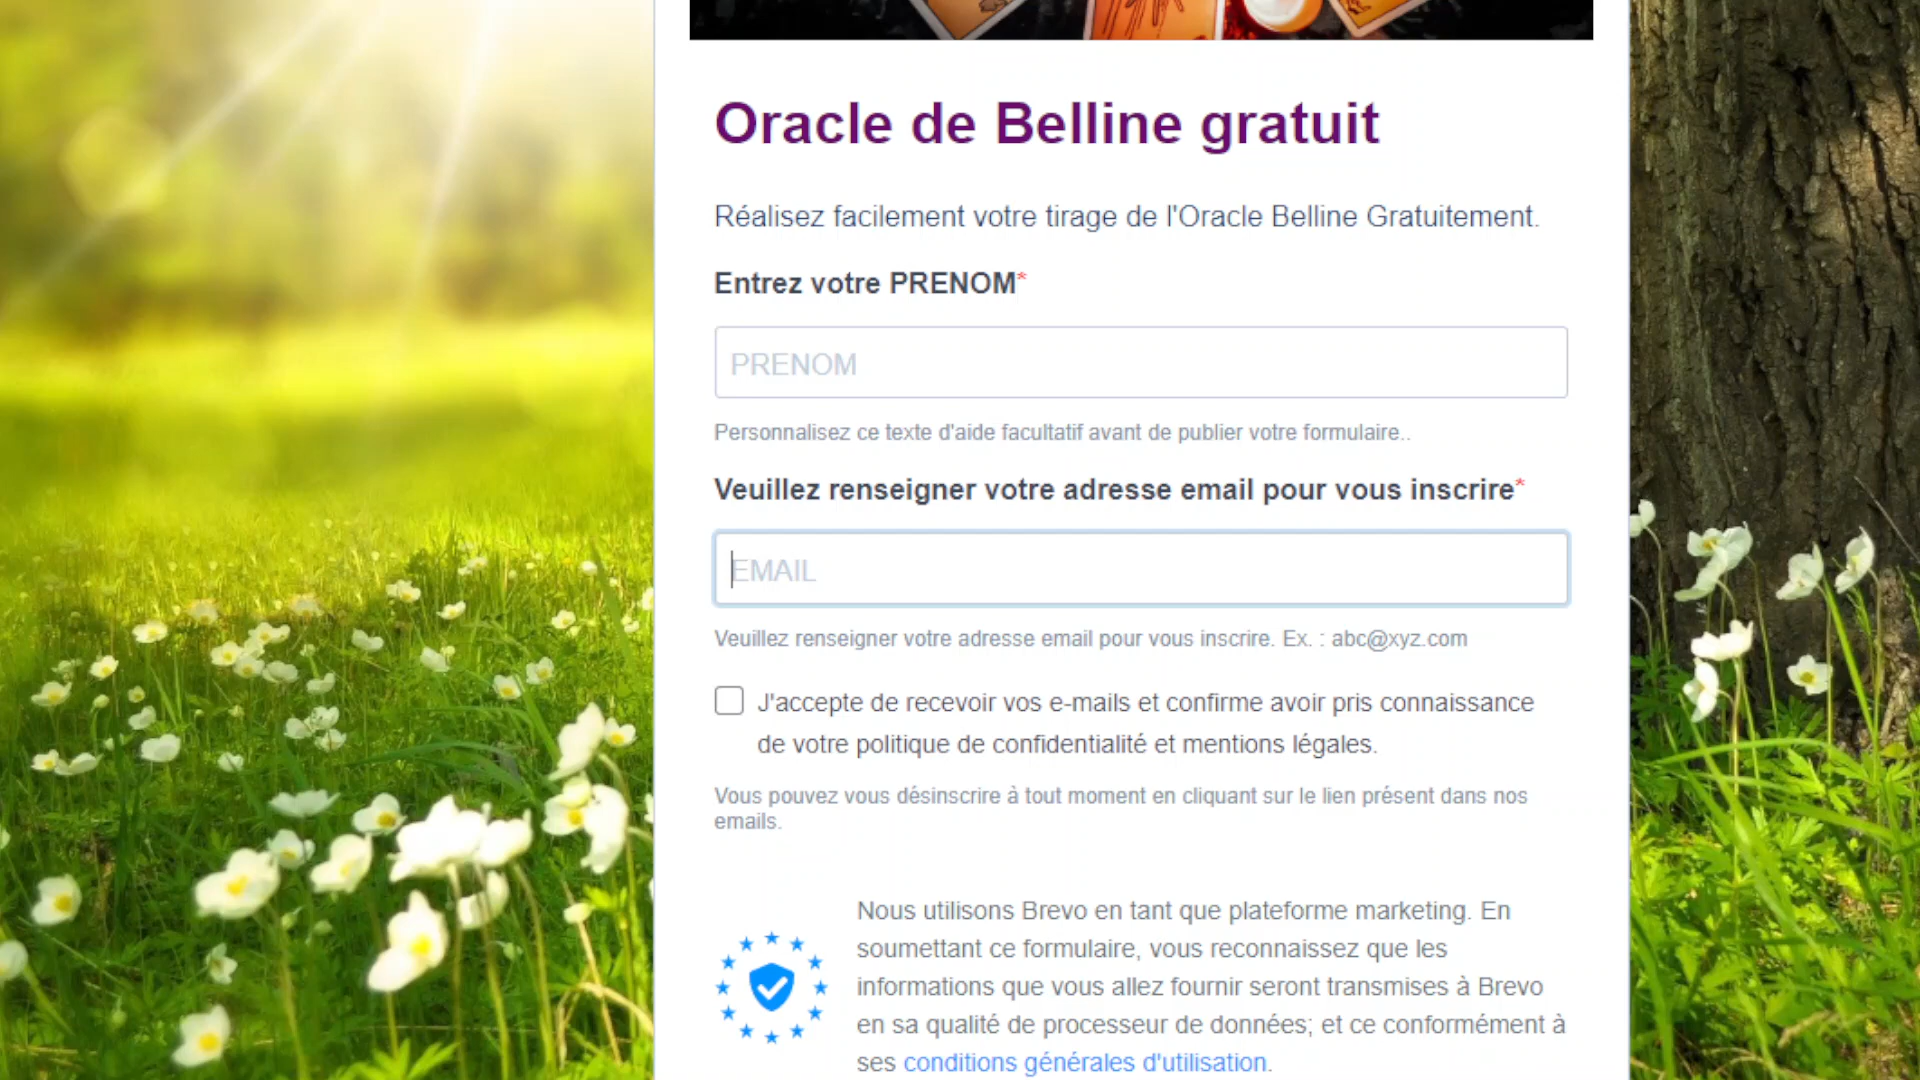 Oracle de Belline gratuit
Réalisez facilement votre tirage de l'Oracle Belline Gratuitement.
Entrez votre PRENOM*
PRENOM
Personnalisez ce texte d'aide facultatif avant de publier votre formulaire..
Veuillez renseigner votre adresse email pour vous inscrire*
EMAIL
Veuillez renseigner votre adresse email pour vous inscrire. Ex. : abc@xyz.com
J'accepte de recevoir vos e-mails et confirme avoir pris connaissance
de votre politique de confidentialité et mentions légales.
Vous pouvez vous désinscrire à tout moment en cliquant sur le lien présent dans nos
emails.
Nous utilisons Brevo en tant que plateforme marketing. En
soumettant ce formulaire, vous reconnaissez que les
informations que vous allez fournir seront transmises à Brevo
en sa qualité de processeur de données; et ce conformément à
ses conditions générales d'utilisation.